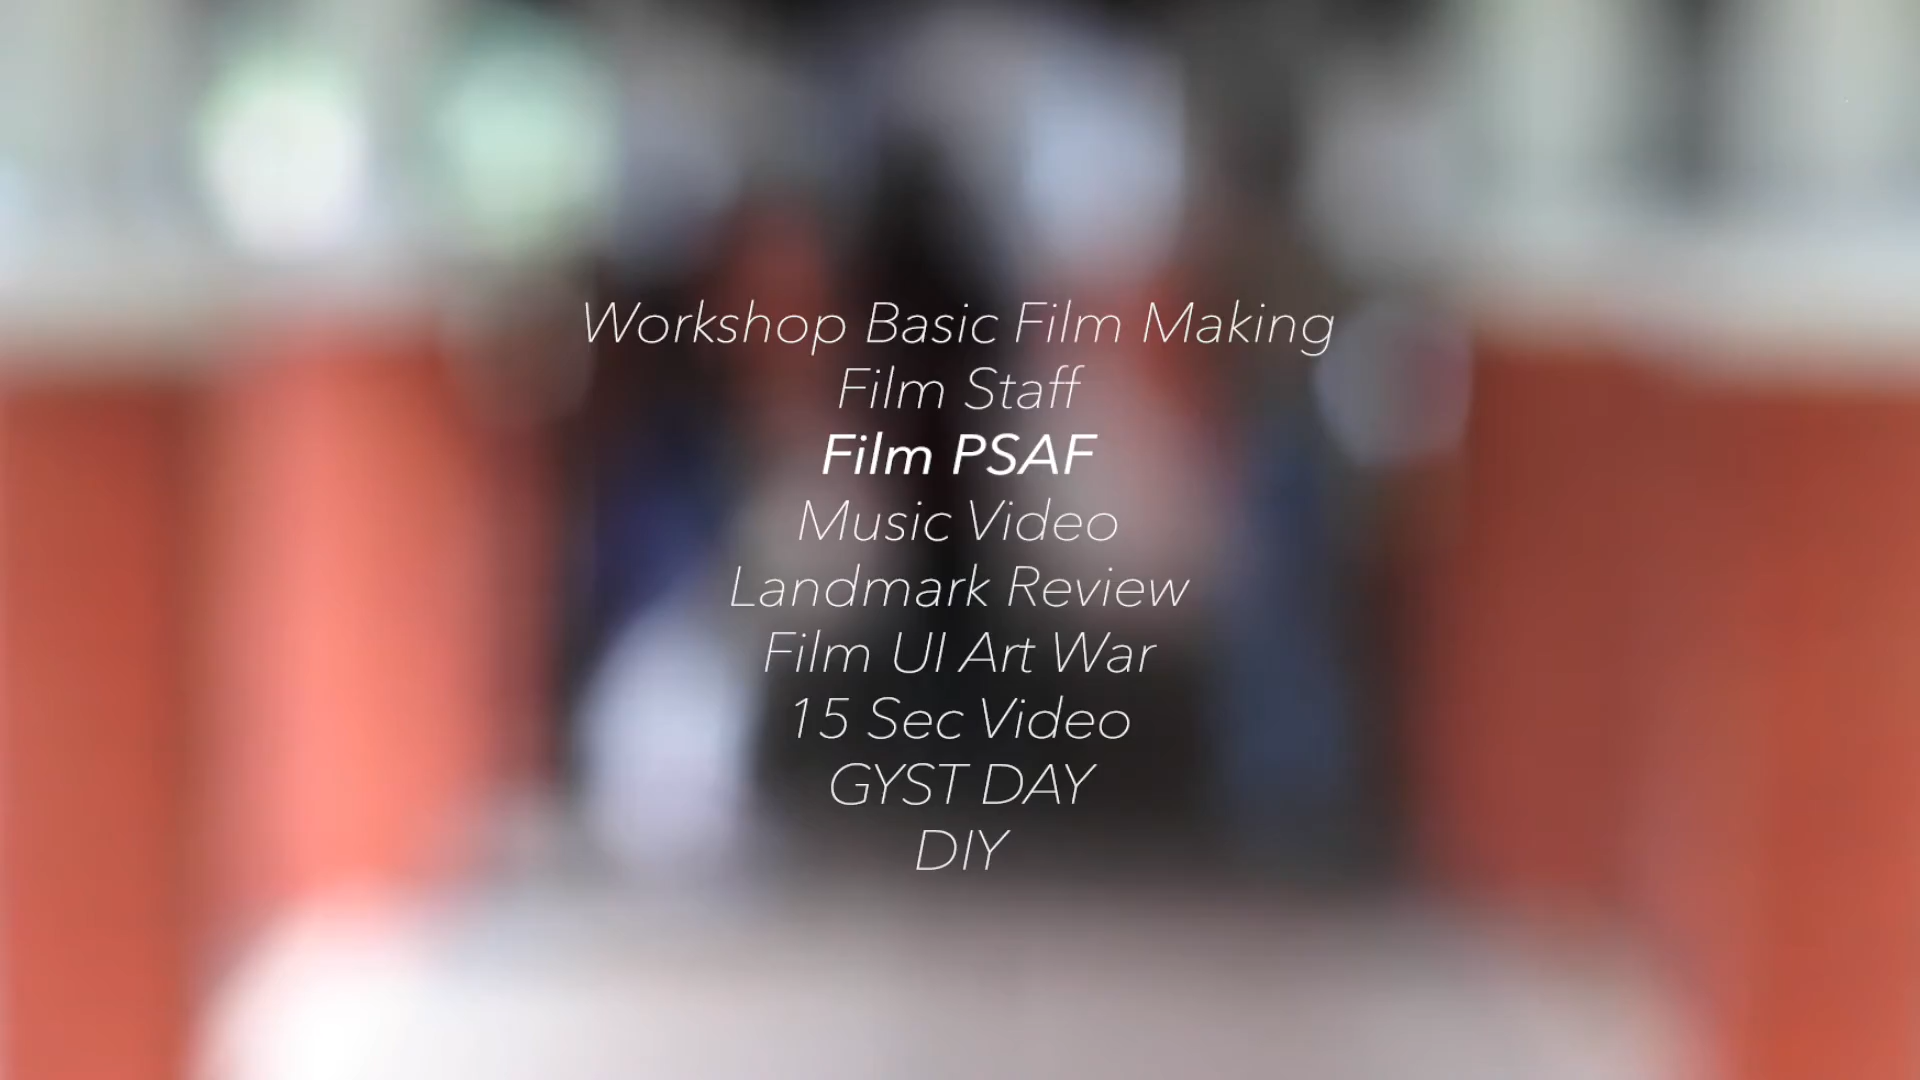 Workshop Basic Film Making
Film Staff
Film PSAF
Music Video
Landmark Review
Film UI Art War
15 Sec Video
GYST DAY
DIY